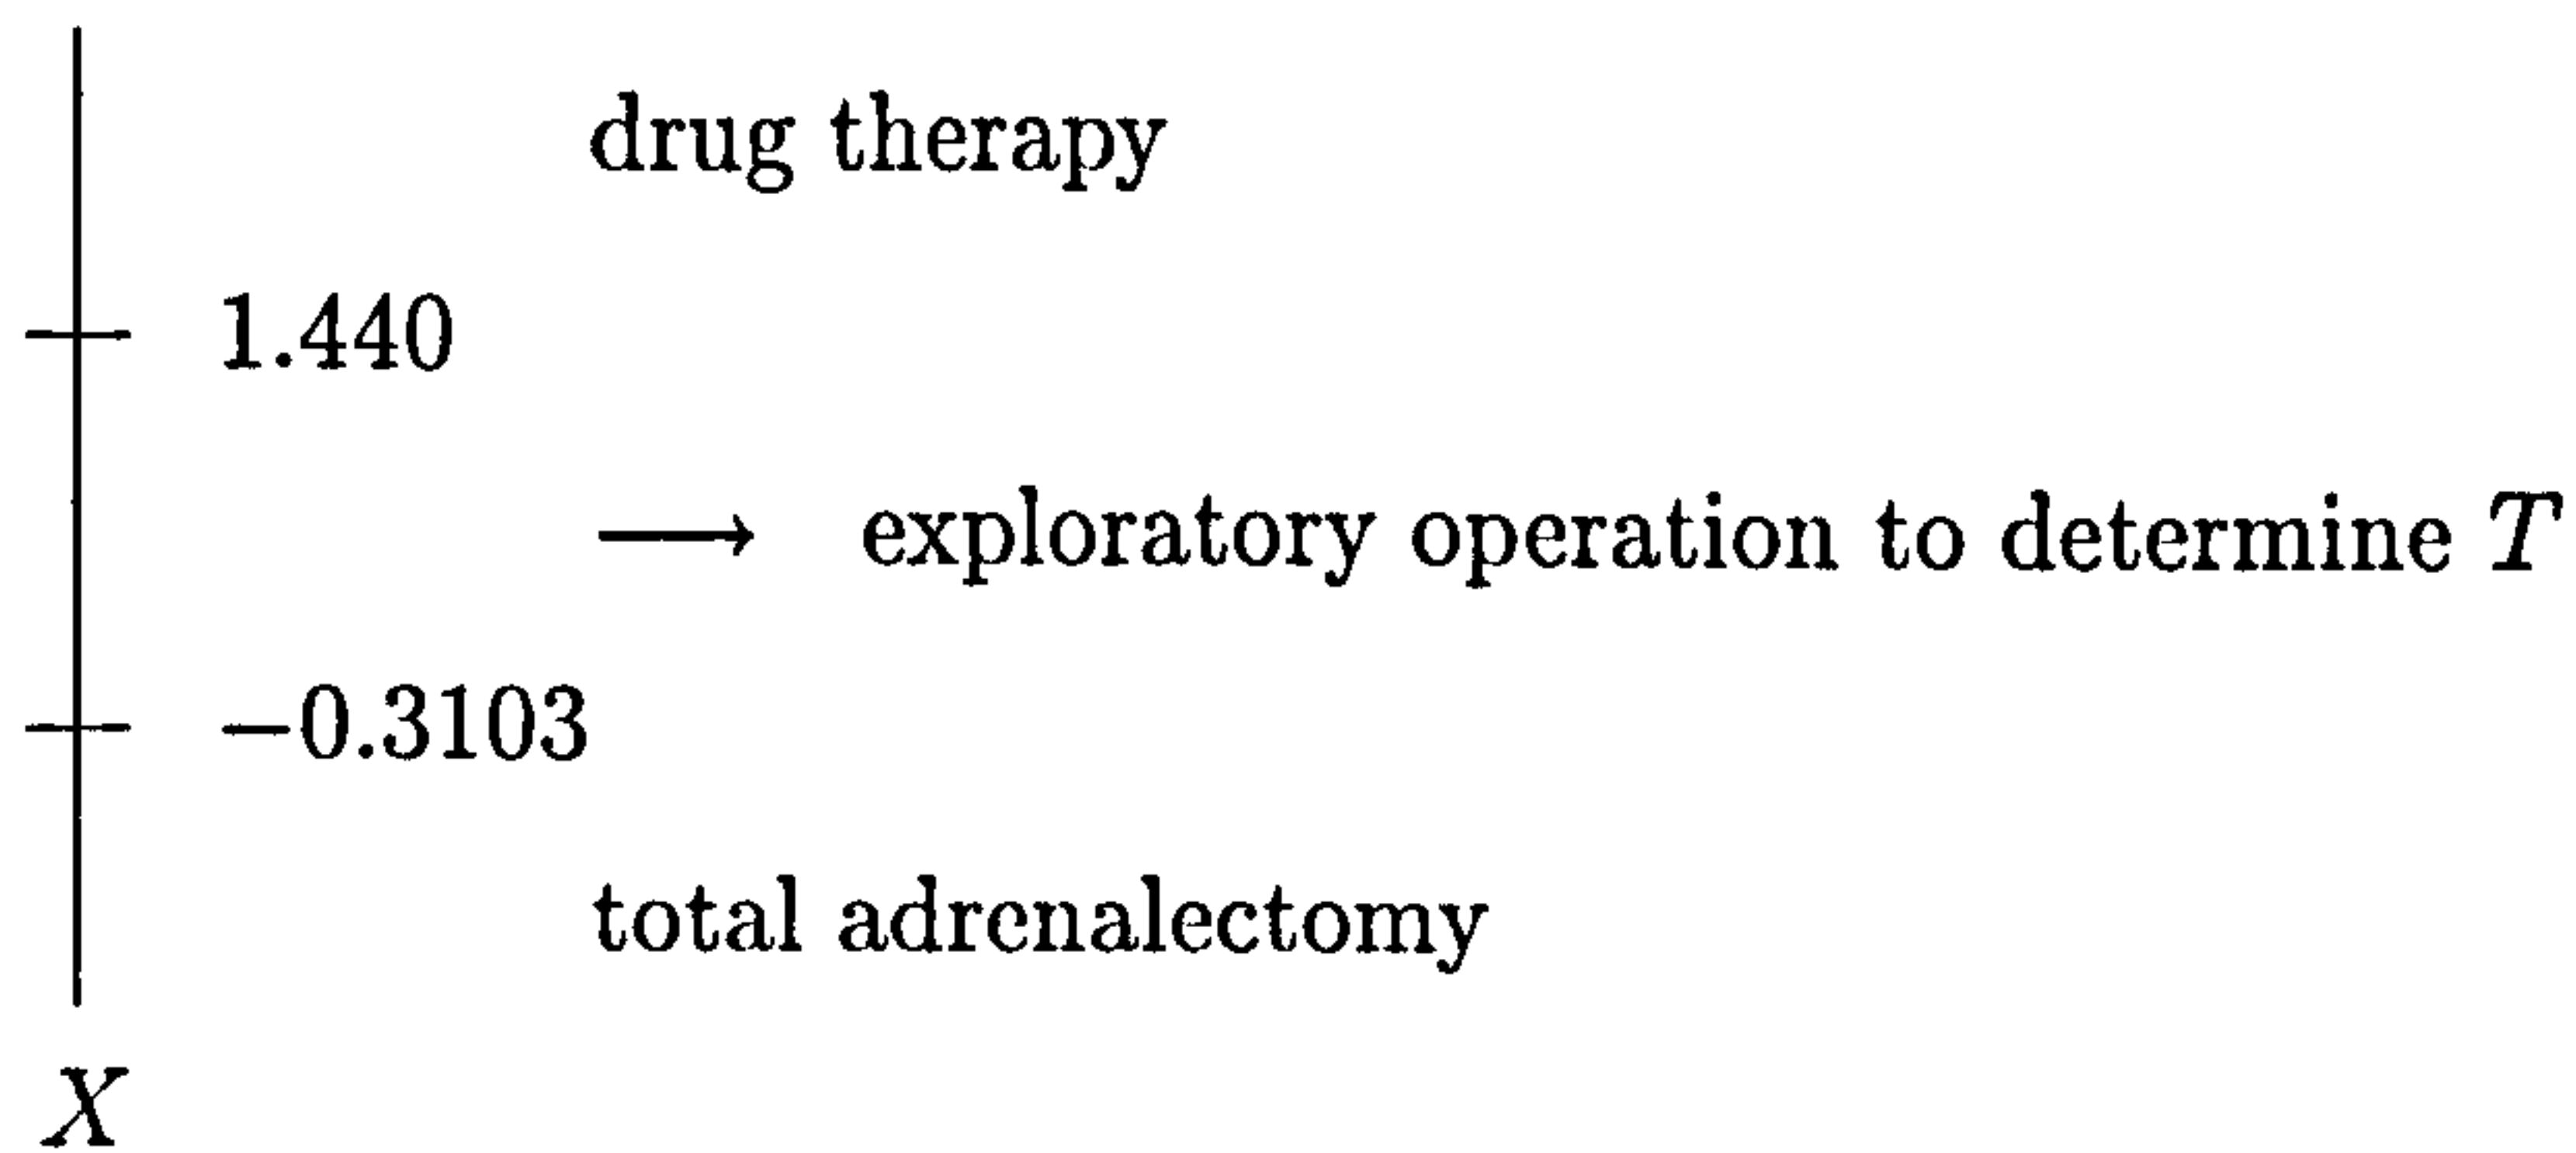 drug therapy
1.440
⟶ exploratory operation to determine T
−0.3103
total adrenalectomy
X